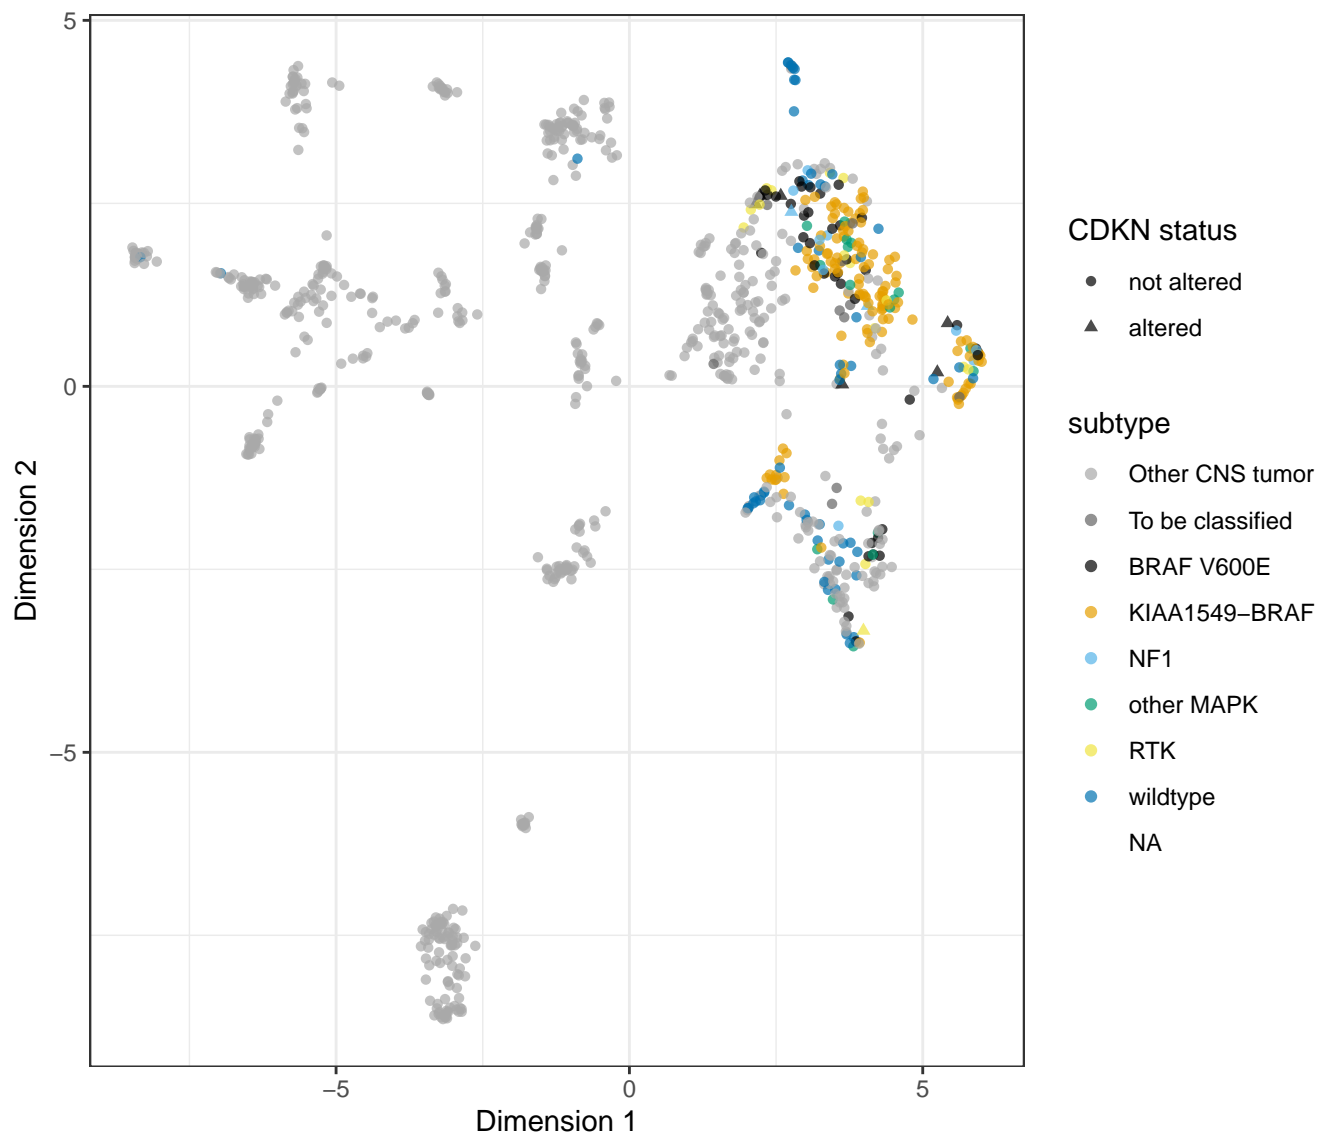 5
0
−5
−5
0
5
Dimension 1
Dimension 2
CDKN status
not altered
altered
subtype
Other CNS tumor
To be classified
BRAF V600E
KIAA1549−BRAF
NF1
other MAPK
RTK
wildtype
NA